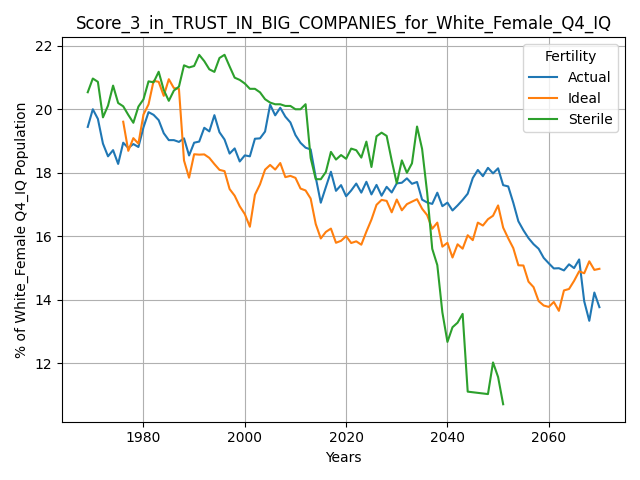 Score_3_in_TRUST_IN_BIG_COMPANIES_for_White_Female_Q4_IQ
% of White_Female Q4_IQ Population
22
20
18
16
14
12
Fertility
Actual
Ideal
Sterile
1980
2000
2020
2040
2060
Years